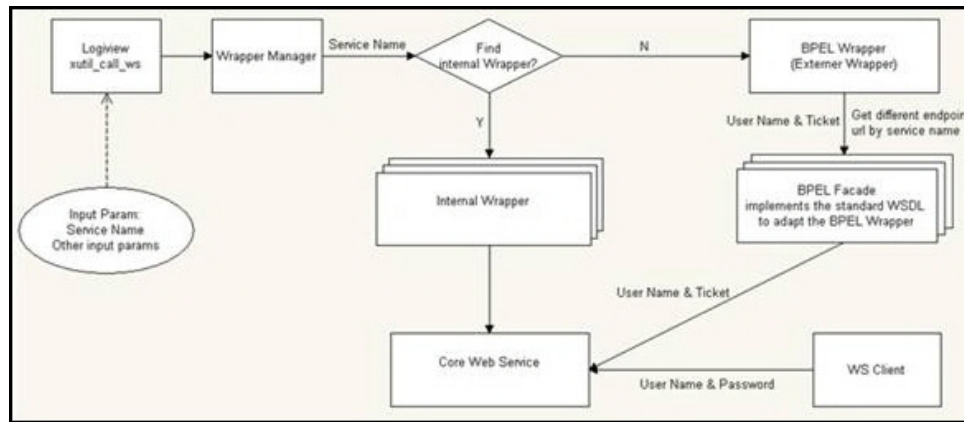 Logiview
xutil_call_ws
Wrapper Manager
Service Name
Find
internal Wrapper?
N
BPEL Wrapper
(Externer Wrapper)
Y
User Name & Ticket
Get different endpoin
url by service name
Internal Wrapper
BPEL Facade
implements the standard WSDL
to adapt the BPEL Wrapper
Input Param:
Service Name
Other input params
User Name & Ticket
Core Web Service
User Name & Password
WS Client